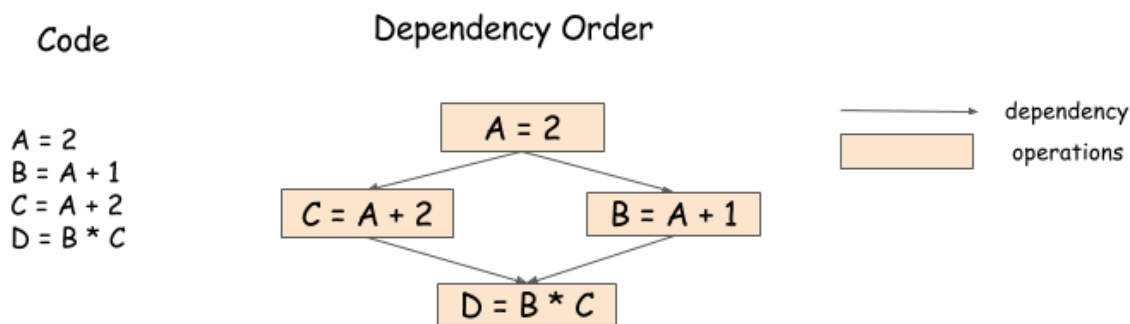 Code
Dependency Order
A = 2
B = A + 1
C = A + 2
D = B * C
A = 2
C = A + 2
B = A + 1
D = B * C
dependency
operations